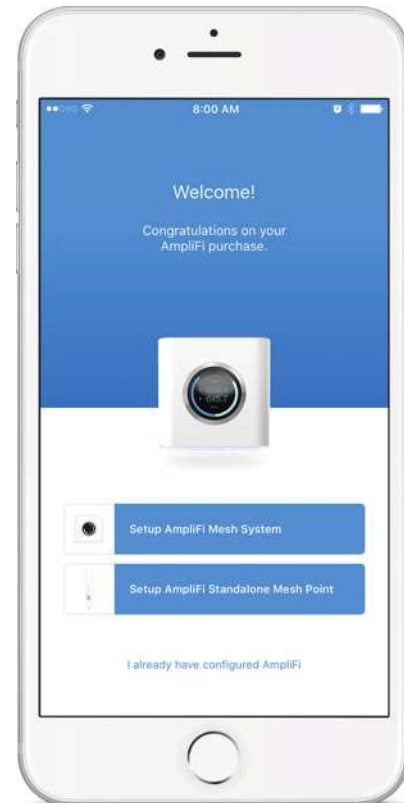 8:00 AM
Welcome!
Congratulations on your
AmpliFi purchase.
Setup AmpliFi Mesh System
Setup AmpliFi Standalone Mesh Point
I already have configured AmpliFi